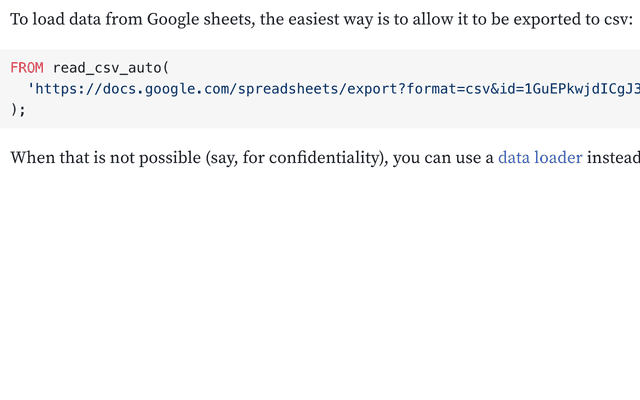 To load data from Google sheets, the easiest way is to allow it to be exported to csv:
FROM read_csv_auto(
'https://docs.google.com/spreadsheets/export?format=csv&id=1GuEPkwjdICgJ3
);
When that is not possible (say, for confidentiality), you can use a data loader instead